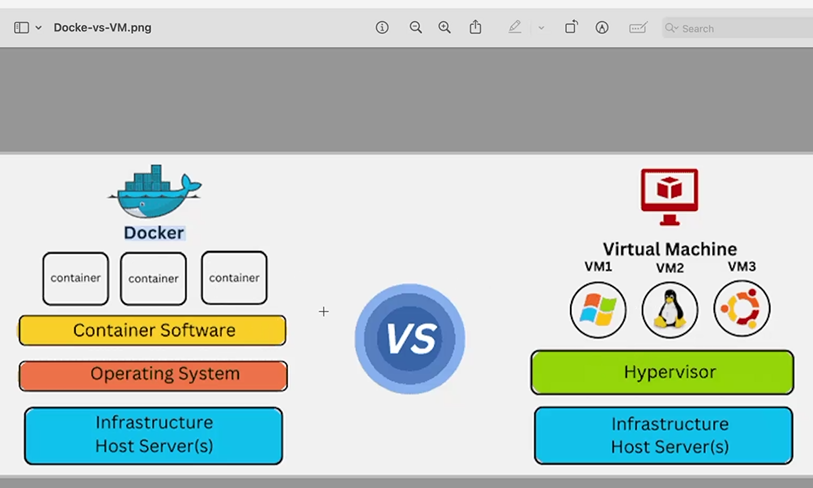 Docke-vs-VM.png
Search
Docker
container
container
container
Container Software
Operating System
Infrastructure
Host Server(s)
VS
Virtual Machine
VM1
VM2
VM3
Hypervisor
Infrastructure
Host Server(s)